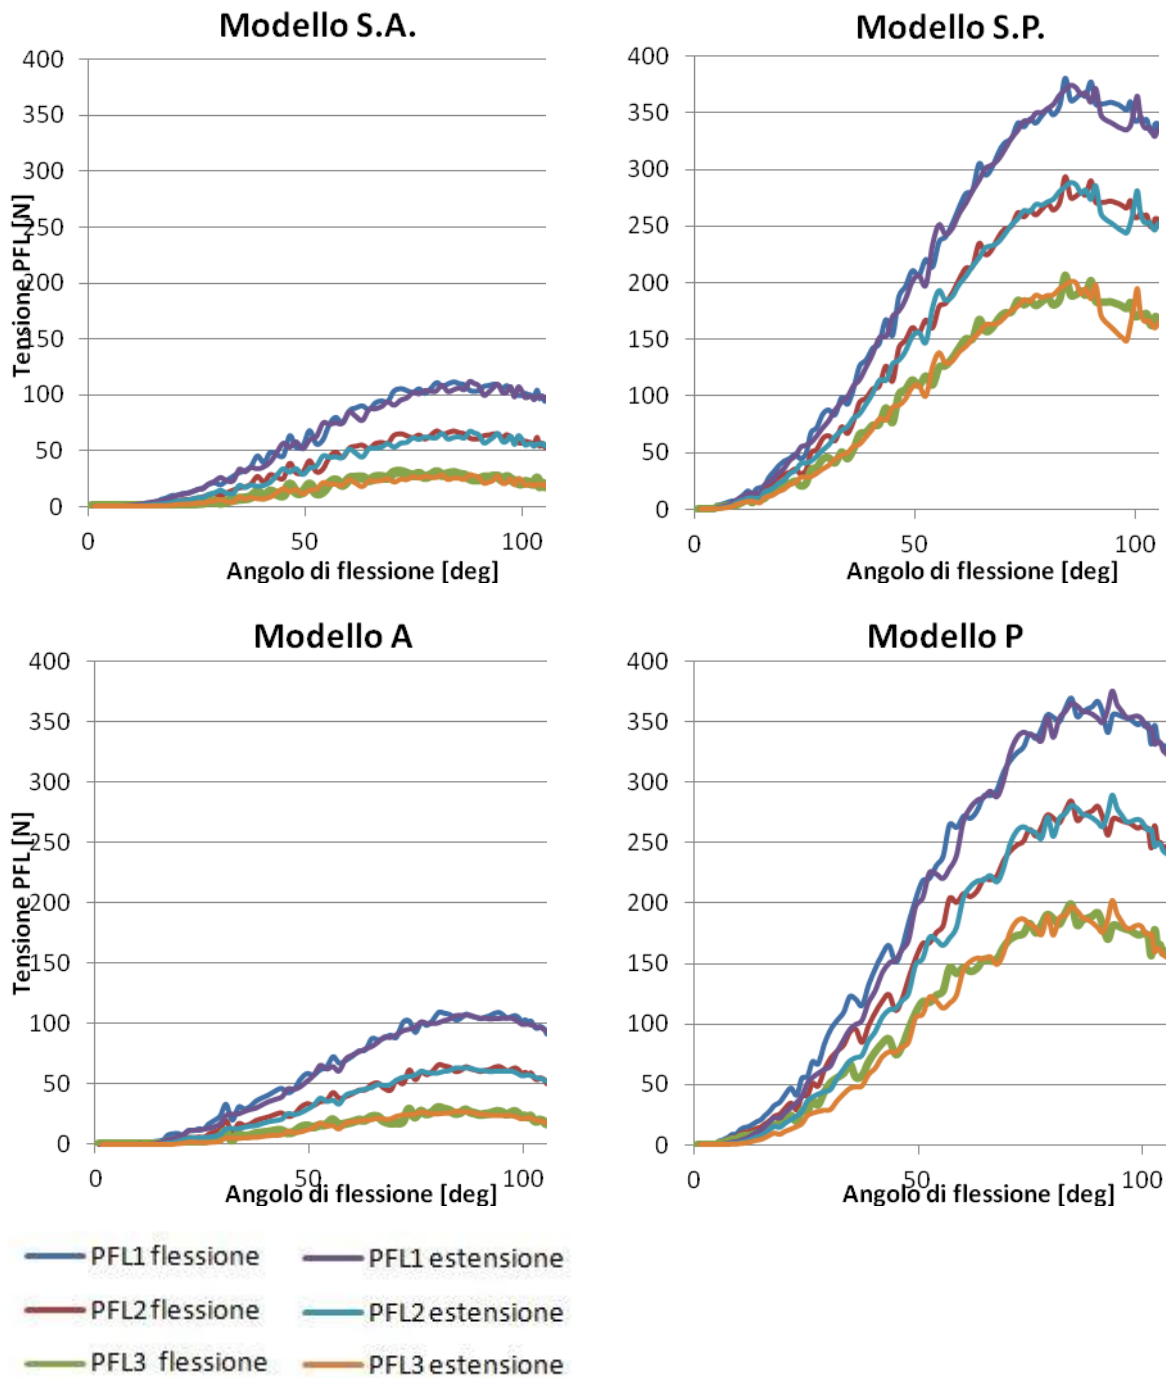 Modello S.A.
400
350
300
250
200
150
100
50
0
0 50 100
Tensione PFL [N]
Angolo di flessione [deg]
Modello S.P.
400
350
300
250
200
150
100
50
0
0 50 100
Angolo di flessione [deg]
Modello A
400
350
300
250
200
150
100
50
0
0 50 100
Tensione PFL [N]
Angolo di flessione [deg]
Modello P
400
350
300
250
200
150
100
50
0
0 50 100
Angolo di flessione [deg]
PFL1 flessione PFL1 estensione
PFL2 flessione PFL2 estensione
PFL3 flessione PFL3 estensione